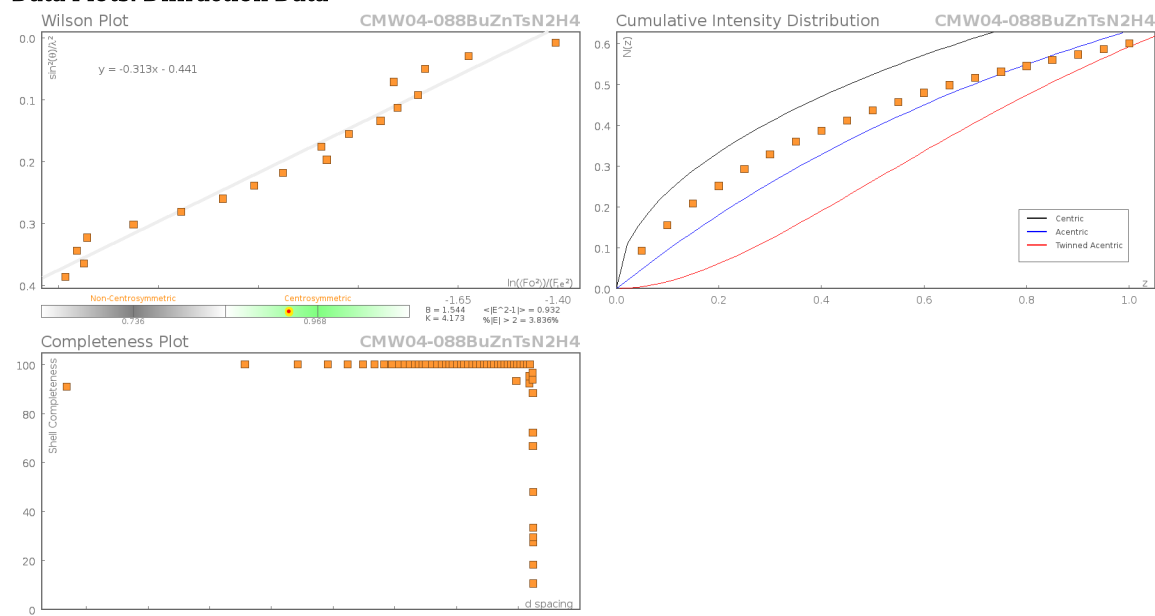 Data Plots: Diffraction Data
Wilson Plot CMW04-088BuZnTsN2H4
sin²(θ)/λ²
y = -0.313x - 0.441
0.0
0.1
0.2
0.3
0.4
-1.65 -1.40
Non-Centrosymmetric Centrosymmetric
0.736 0.968
B = 1.544 <|E^2-1|> = 0.932
K = 4.173 %|E| > 2 = 3.836%
Cumulative Intensity Distribution CMW04-088BuZnTsN2H4
N(z)
0.6
0.5
0.4
0.3
0.2
0.1
0.0
Centric
Acentric
Twinned Acentric
z
0.0 0.2 0.4 0.6 0.8 1.0
Completeness Plot CMW04-088BuZnTsN2H4
Shell Completeness
100
80
60
40
20
0
d spacing